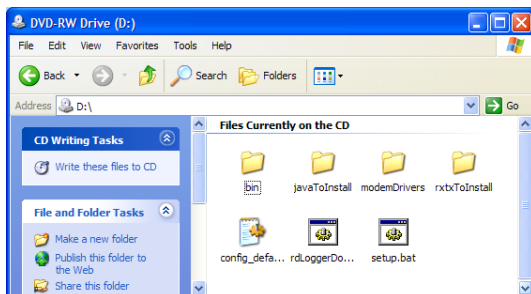 DVD-RW Drive (D:)
File Edit View Favorites Tools Help
Back Search Folders
Address D:\ Go
CD Writing Tasks
Write these files to CD
File and Folder Tasks
Make a new folder
Publish this folder to
the Web
Share this folder
Files Currently on the CD
bin javaToInstall modemDrivers rxtxToInstall
config_defa... rdLoggerDo... setup.bat